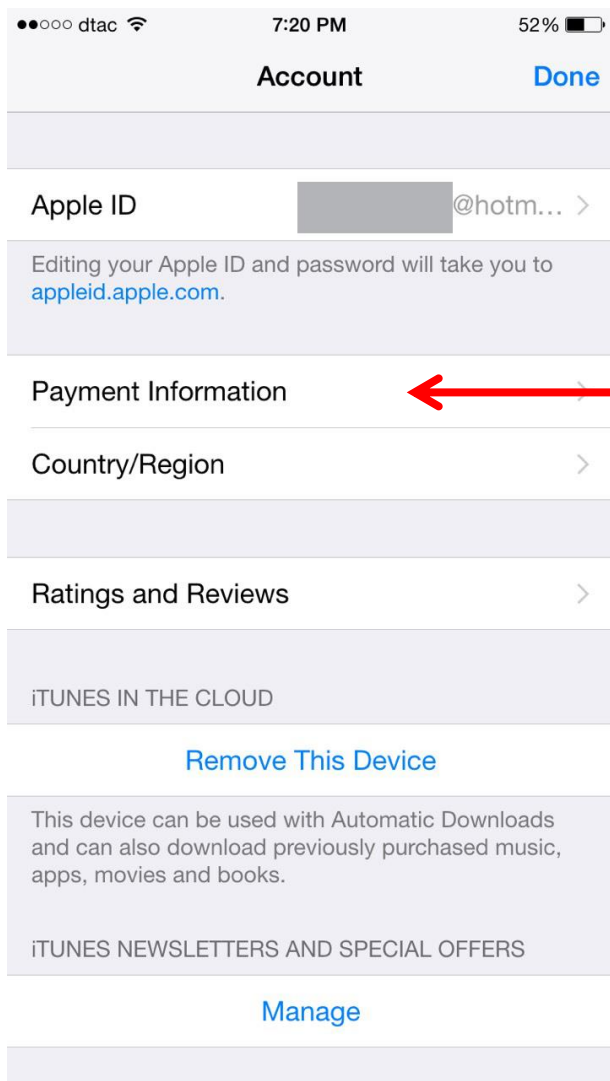 dtac 7:20 PM 52%
Account Done
Apple ID @hotm...
Editing your Apple ID and password will take you to
appleid.apple.com.
Payment Information
Country/Region
Ratings and Reviews
iTUNES IN THE CLOUD
Remove This Device
This device can be used with Automatic Downloads
and can also download previously purchased music,
apps, movies and books.
iTUNES NEWSLETTERS AND SPECIAL OFFERS
Manage